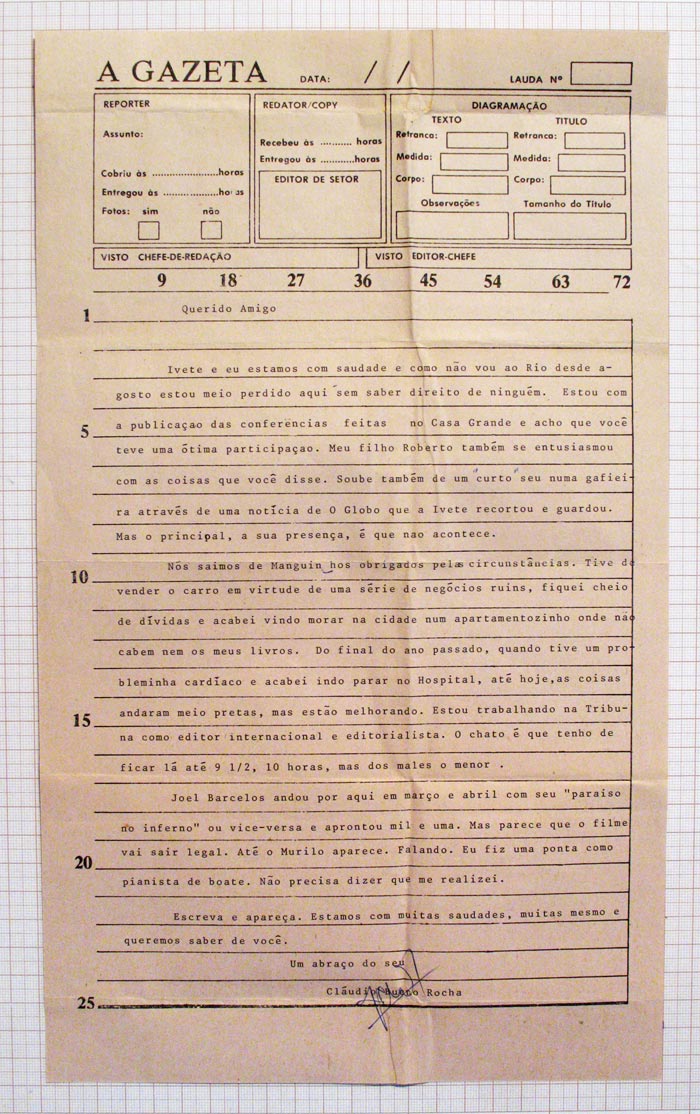 A GAZETA DATA: / / LAUDA Nº
REPORTER
Assunto:
Cobriu às ......................horas
Entregou às ..................horas
Fotos: sim não
REDATOR/COPY
Recebeu às ............ horas
Entregou às ............horas
EDITOR DE SETOR
DIAGRAMAÇÃO
TEXTO TITULO
Retranca: Retranca:
Medida: Medida:
Corpo: Corpo:
Observações Tamanho do Título
VISTO CHEFE-DE-REDAÇÃO VISTO EDITOR-CHEFE
9 18 27 36 45 54 63 72
1 Querido Amigo
Ivete e eu estamos com saudade e como não vou ao Rio desde a-
gosto estou meio perdido aqui sem saber direito de ninguém. Estou com
5 a publicaçao das conferências feitas no Casa Grande e acho que você
teve uma ótima participaçao. Meu filho Roberto também se entusiasmou
com as coisas que você disse. Soube também de um "curto" seu numa gafiei-
ra através de uma notícia de O Globo que a Ivete recortou e guardou.
Mas o principal, a sua presença, é que nao acontece.
10 Nós saimos de Manguin hos obrigados pelas circunstâncias. Tive de
vender o carro em virtude de uma série de negócios ruins, fiquei cheio
de dívidas e acabei vindo morar na cidade num apartamentozinho onde não
cabem nem os meus livros. Do final do ano passado, quando tive um pro-
bleminha cardíaco e acabei indo parar no Hospital, até hoje,as coisas
15 andaram meio pretas, mas estão melhorando. Estou trabalhando na Tribu-
na como editor internacional e editorialista. O chato é que tenho de
ficar lá até 9 1/2, 10 horas, mas dos males o menor .
Joel Barcelos andou por aqui em março e abril com seu "paraiso
no inferno" ou vice-versa e aprontou mil e uma. Mas parece que o filme
20 vai sair legal. Até o Murilo aparece. Falando. Eu fiz uma ponta como
pianista de boate. Não precisa dizer que me realizei.
Escreva e apareça. Estamos com muitas saudades, muitas mesmo e
queremos saber de você.
Um abraço do seu
25 Cláudio Bueno Rocha